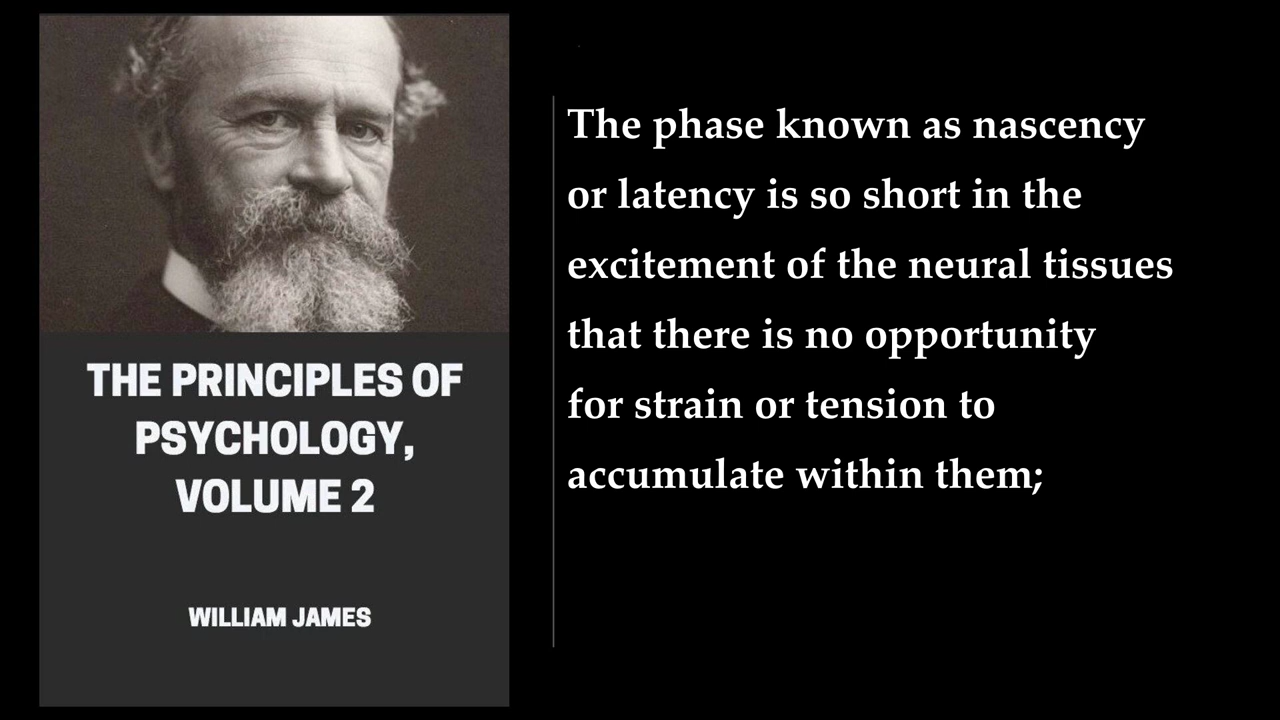 THE PRINCIPLES OF
PSYCHOLOGY,
VOLUME 2
WILLIAM JAMES
The phase known as nascency
or latency is so short in the
excitement of the neural tissues
that there is no opportunity
for strain or tension to
accumulate within them;